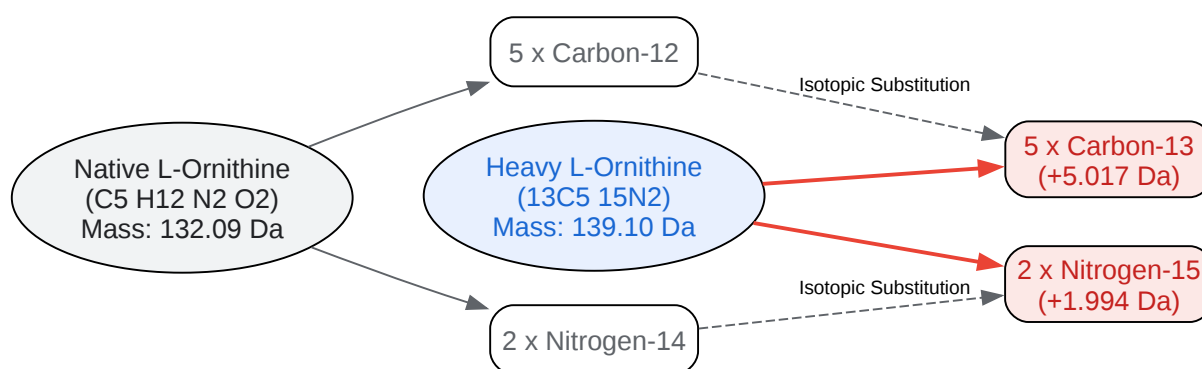 5 x Carbon-12
Isotopic Substitution
Native L-Ornithine
(C5 H12 N2 O2)
Mass: 132.09 Da
Heavy L-Ornithine
(13C5 15N2)
Mass: 139.10 Da
5 x Carbon-13
(+5.017 Da)
2 x Nitrogen-15
(+1.994 Da)
Isotopic Substitution
2 x Nitrogen-14